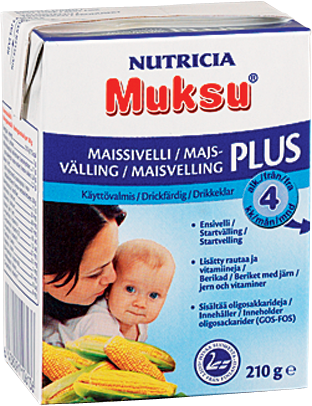 NUTRICIA
Muksu®
MAISSIVELLI / MAJS-
VÄLLING / MAISVELLING PLUS
Käyttövalmis / Drickfärdig / Drikkeklar
alk./från/fra
4
kk/mån/mnd
• Ensivelli /
Startvälling /
Startvelling
• Lisätty rautaa ja
vitamiineja /
Berikad / Beriket med järn /
jern och vitaminer
• Sisältää oligosakkarideja /
Innehåller / Inneholder
oligosackarider (GOS-FOS)
210 g e